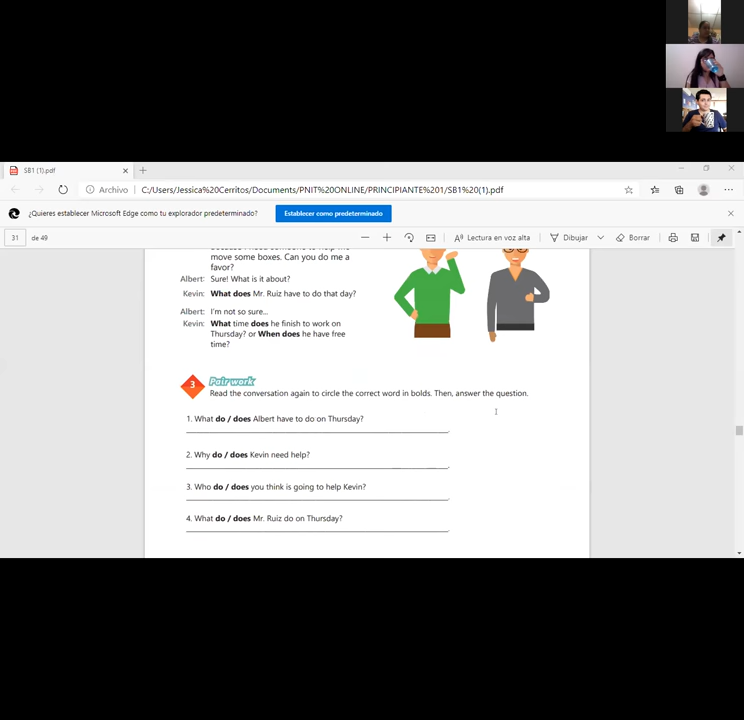 SB1 (1).pdf
Archivo C:/Users/Jessica%20Cerritos/Documents/PNIT%20ONLINE/PRINCIPIANTE%201/SB1%20(1).pdf
¿Quieres establecer Microsoft Edge como tu explorador predeterminado? Establecer como predeterminado
31 de 49 Lectura en voz alta Dibujar Borrar
move some boxes. Can you do me a
favor?
Albert: Sure! What is it about?
Kevin: What does Mr. Ruiz have to do that day?
Albert: I'm not so sure...
Kevin: What time does he finish to work on
Thursday? or When does he have free
time?
3 Pair work
Read the conversation again to circle the correct word in bolds. Then, answer the question.
1. What do / does Albert have to do on Thursday?
2. Why do / does Kevin need help?
3. Who do / does you think is going to help Kevin?
4. What do / does Mr. Ruiz do on Thursday?